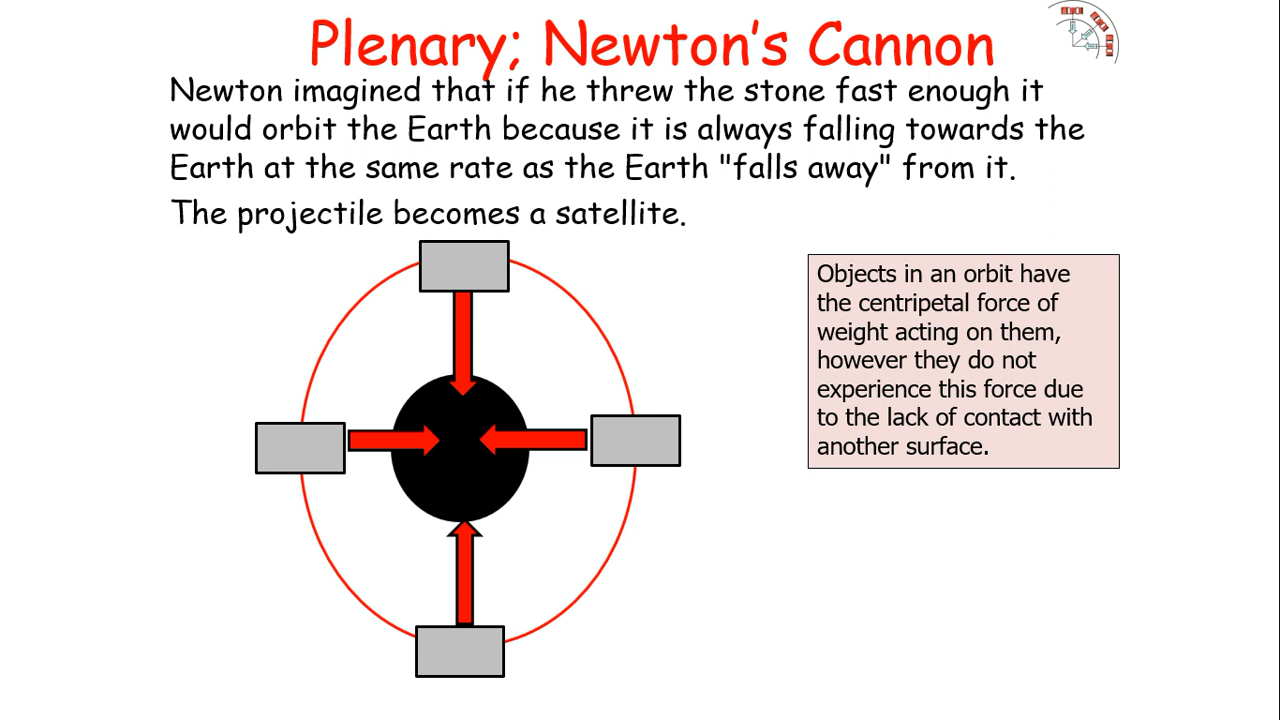 Plenary; Newton's Cannon
Newton imagined that if he threw the stone fast enough it
would orbit the Earth because it is always falling towards the
Earth at the same rate as the Earth "falls away" from it.
The projectile becomes a satellite.
Objects in an orbit have
the centripetal force of
weight acting on them,
however they do not
experience this force due
to the lack of contact with
another surface.